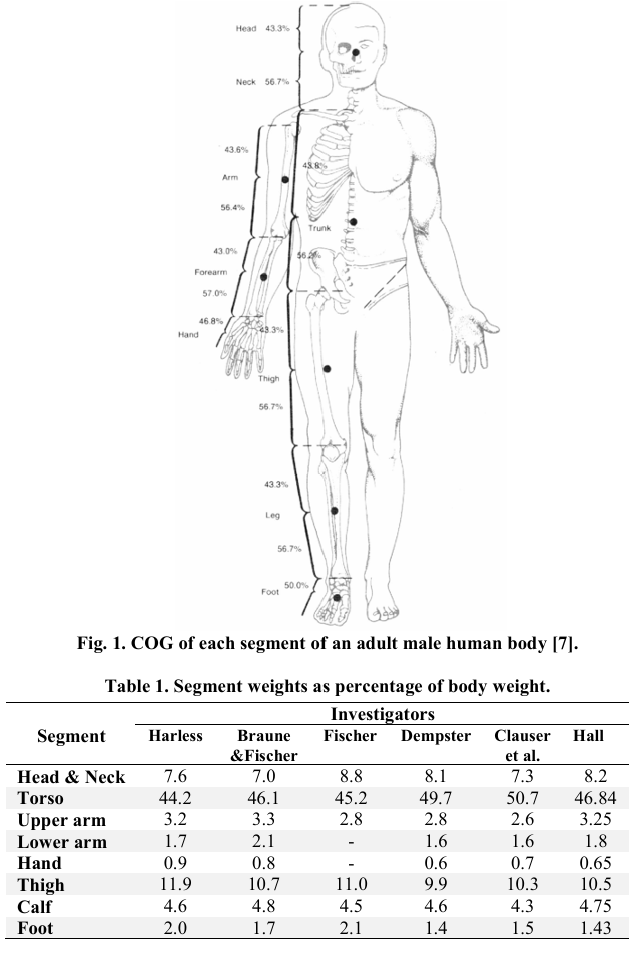 Head 43.3%
Neck 56.7%
43.6%
Arm
56.4%
43.8%
Trunk
56.2%
43.0%
Forearm
57.0%
46.8%
Hand
43.3%
Thigh
56.7%
43.3%
Leg
56.7%
Foot 50.0%
Fig. 1. COG of each segment of an adult male human body [7].
Table 1. Segment weights as percentage of body weight.
Investigators
Segment Harless Braune &Fischer Fischer Dempster Clauser et al. Hall
Head & Neck 7.6 7.0 8.8 8.1 7.3 8.2
Torso 44.2 46.1 45.2 49.7 50.7 46.84
Upper arm 3.2 3.3 2.8 2.8 2.6 3.25
Lower arm 1.7 2.1 - 1.6 1.6 1.8
Hand 0.9 0.8 - 0.6 0.7 0.65
Thigh 11.9 10.7 11.0 9.9 10.3 10.5
Calf 4.6 4.8 4.5 4.6 4.3 4.75
Foot 2.0 1.7 2.1 1.4 1.5 1.43